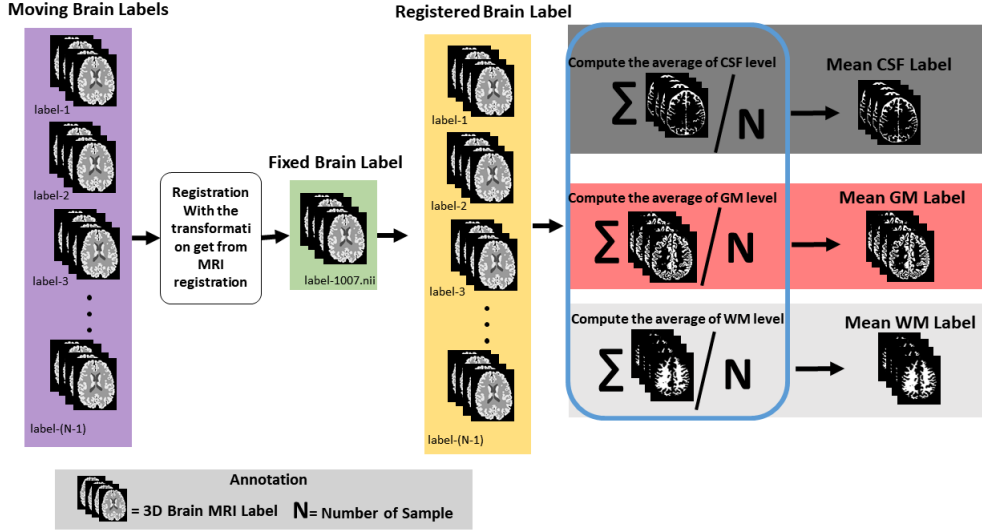 Moving Brain Labels
label-1
label-2
label-3
label-(N-1)
Registration
With the
transformati
on get from
MRI
registration
Fixed Brain Label
label-1007.nii
Registered Brain Label
label-1
label-2
label-3
label-(N-1)
Compute the average of CSF level
Σ / N
Mean CSF Label
Compute the average of GM level
Σ / N
Mean GM Label
Compute the average of WM level
Σ / N
Mean WM Label
Annotation
= 3D Brain MRI Label N= Number of Sample